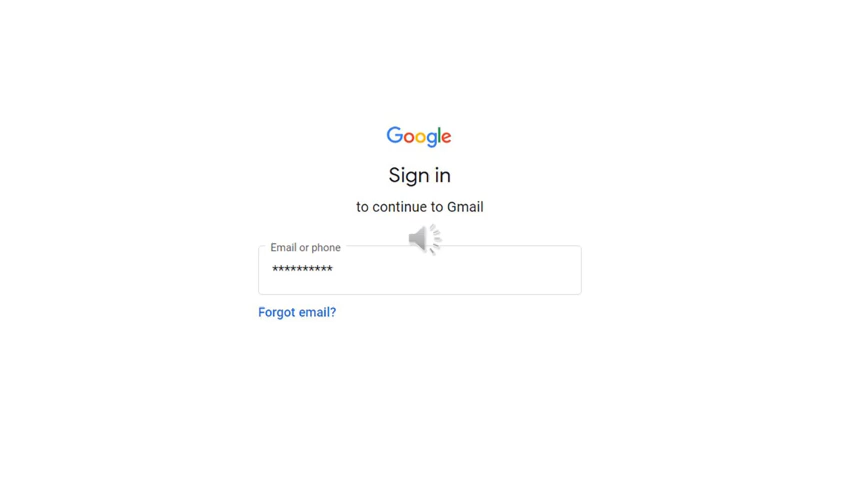 Google
Sign in
to continue to Gmail
Email or phone
**********
Forgot email?